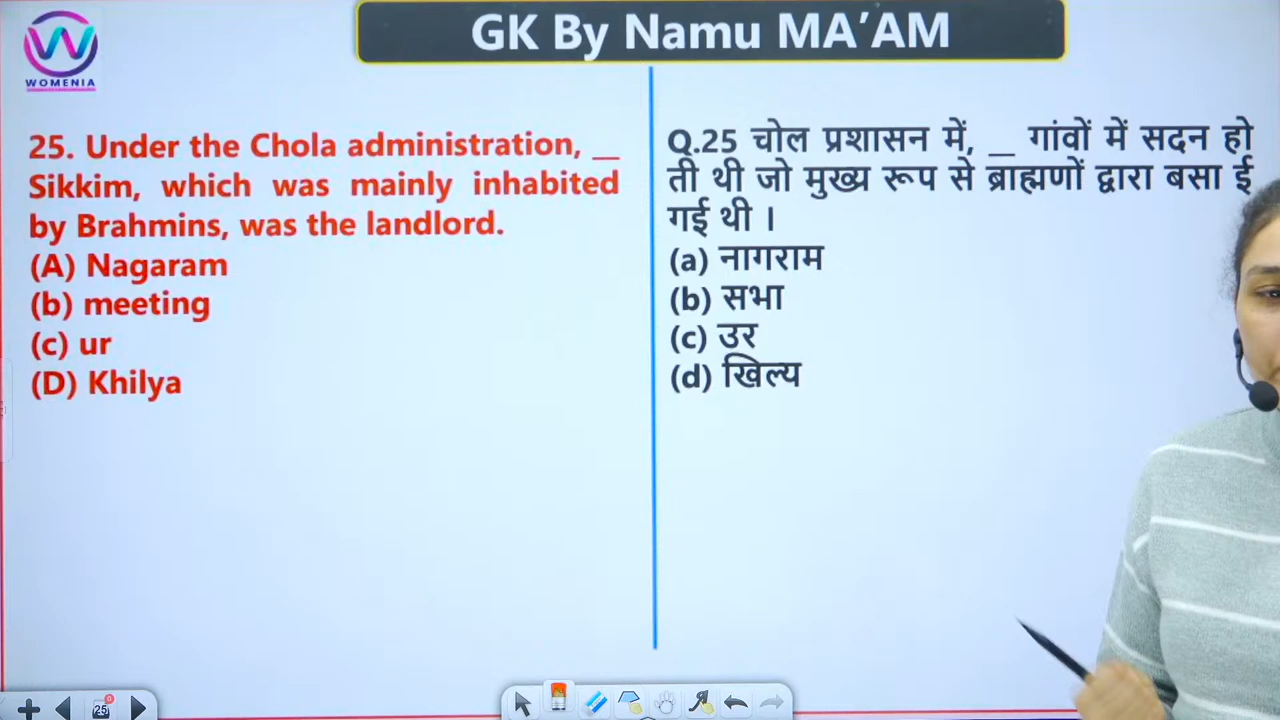 WOMENIA
GK By Namu MA’AM
25. Under the Chola administration, __
Sikkim, which was mainly inhabited
by Brahmins, was the landlord.
(A) Nagaram
(b) meeting
(c) ur
(D) Khilya
Q.25 चोल प्रशासन में, __ गांवों में सदन हो
ती थी जो मुख्य रूप से ब्राह्मणों द्वारा बसा ई
गई थी ।
(a) नागराम
(b) सभा
(c) उर
(d) खिल्य
25